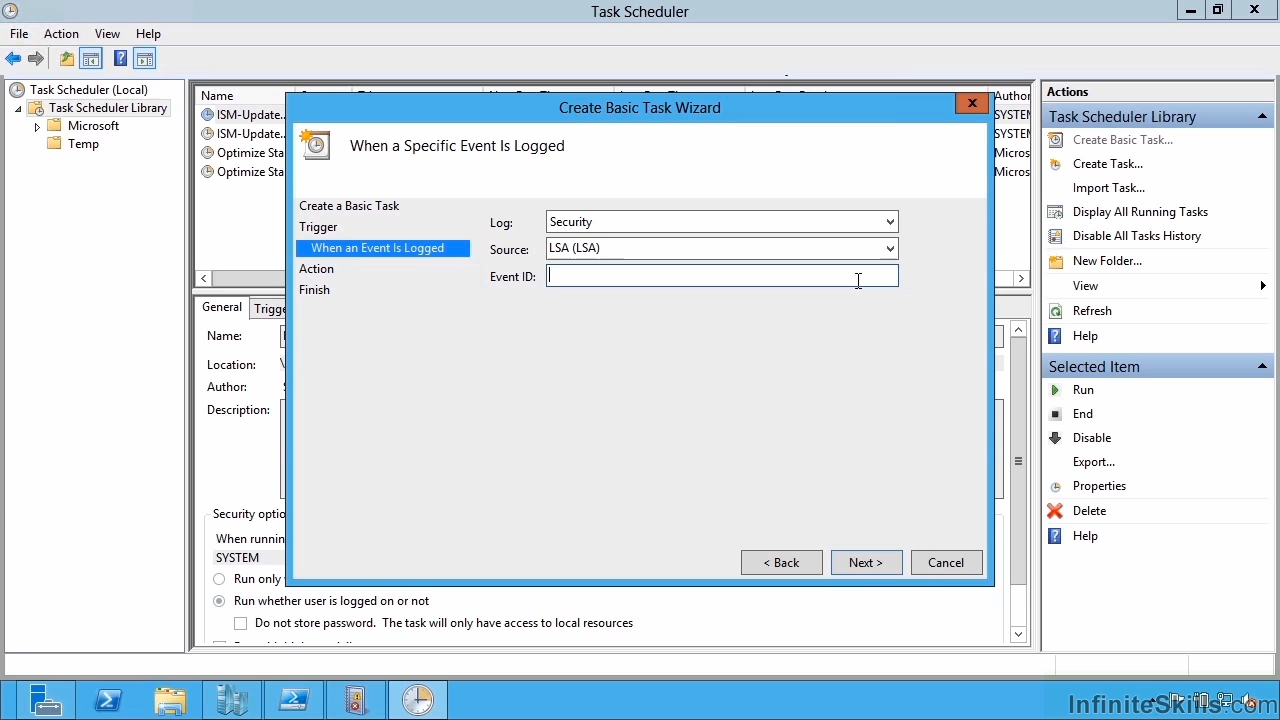 Task Scheduler
File Action View Help
Task Scheduler (Local)
Task Scheduler Library
Microsoft
Temp
Name
Author
ISM-Update..
SYSTEM
ISM-Update..
SYSTEM
Optimize Sta
Micros
Optimize Sta
Micros
Create Basic Task Wizard
When a Specific Event Is Logged
Create a Basic Task
Trigger
When an Event Is Logged
Action
Finish
Log: Security
Source: LSA (LSA)
Event ID:
< Back Next > Cancel
General Trigge
Name:
Location:
Author:
Description:
Security optio
When runnin
SYSTEM
Run only
Run whether user is logged on or not
Do not store password. The task will only have access to local resources
Actions
Task Scheduler Library
Create Basic Task...
Create Task...
Import Task...
Display All Running Tasks
Disable All Tasks History
New Folder...
View
Refresh
Help
Selected Item
Run
End
Disable
Export...
Properties
Delete
Help
InfiniteSkills.com